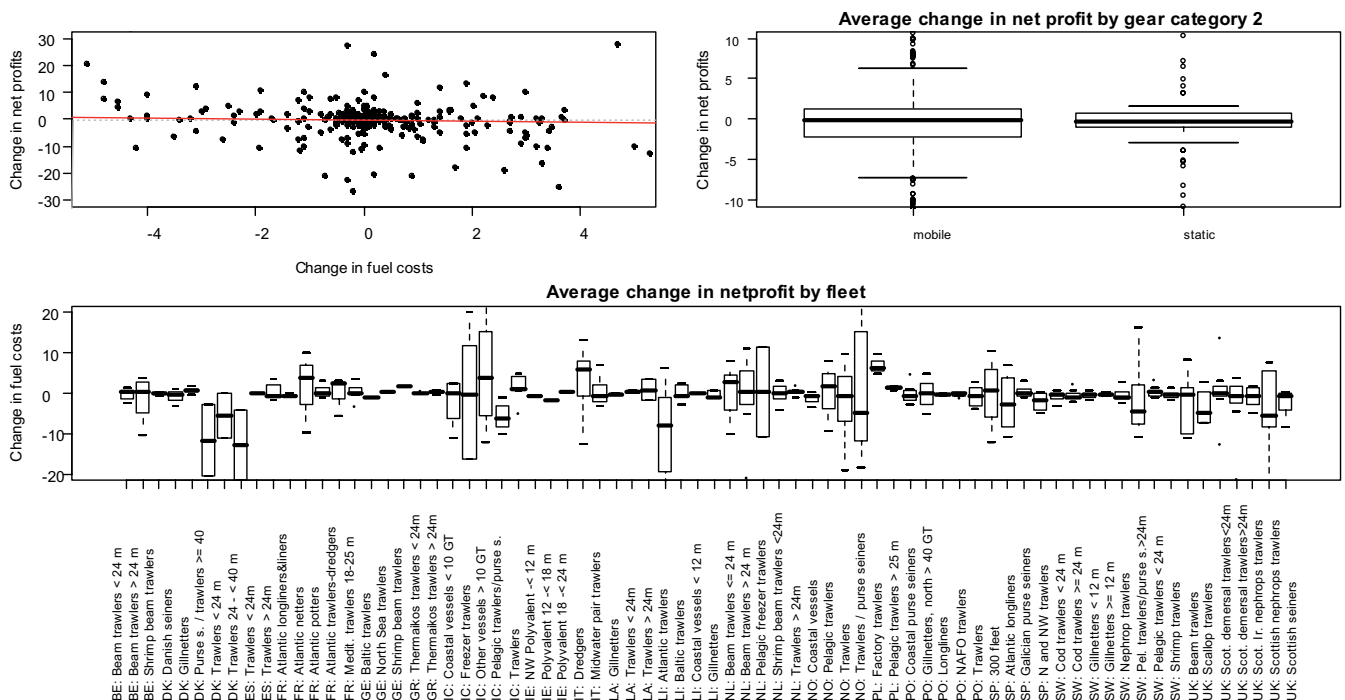 Average change in net profit by gear category 2
Change in net profits
30
20
10
0
-10
-20
-30
-4
-2
0
2
4
Change in fuel costs
Change in net profits
10
5
0
-5
-10
mobile
static
Average change in netprofit by fleet
Change in fuel costs
20
10
0
-10
-20
BE: Beam trawlers < 24 m
BE: Beam trawlers > 24 m
BE: Shrimp beam trawlers
DK: Danish seiners
DK: Gillnetters
DK: Purse s. / trawlers >= 40
DK: Trawlers < 24 m
DK: Trawlers 24 - < 40 m
ES: Trawlers < 24m
ES: Trawlers > 24m
FR: Atlantic longliners&liners
FR: Atlantic netters
FR: Atlantic potters
FR: Atlantic trawlers-dredgers
FR: Medit. trawlers 18-25 m
GE: Baltic trawlers
GE: North Sea trawlers
GE: Shrimp beam trawlers
GR: Thermaikos trawlers < 24m
GR: Thermaikos trawlers > 24m
IC: Coastal vessels < 10 GT
IC: Freezer trawlers
IC: Other vessels > 10 GT
IC: Pelagic trawlers/purse s.
IC: Trawlers
IE: NW Polyvalent -< 12 m
IE: Polyvalent 12 -< 18 m
IE: Polyvalent 18 -< 24 m
IT: Dredgers
IT: Midwater pair trawlers
LA: Gillnetters
LA: Trawlers < 24m
LA: Trawlers > 24m
LI: Atlantic trawlers
LI: Baltic trawlers
LI: Coastal vessels < 12 m
LI: Gillnetters
NL: Beam trawlers <= 24 m
NL: Beam trawlers > 24 m
NL: Pelagic freezer trawlers
NL: Shrimp beam trawlers <24m
NL: Trawlers > 24m
NO: Coastal vessels
NO: Pelagic trawlers
NO: Trawlers
NO: Trawlers / purse seiners
PL: Factory trawlers
PL: Pelagic trawlers > 25 m
PO: Coastal purse seiners
PO: Gillnetters, north > 40 GT
PO: Longliners
PO: NAFO trawlers
PO: Trawlers
SP: 300 fleet
SP: Atlantic longliners
SP: Galician purse seiners
SP: N and NW trawlers
SW: Cod trawlers < 24 m
SW: Cod trawlers >= 24 m
SW: Gillnetters < 12 m
SW: Gillnetters >= 12 m
SW: Nephrop trawlers
SW: Pel. trawlers/purse s.>24m
SW: Pelagic trawlers < 24 m
SW: Shrimp trawlers
UK: Beam trawlers
UK: Scallop trawlers
UK: Scot. demersal trawlers<24m
UK: Scot. demersal trawlers>24m
UK: Scot. Ir. nephrops trawlers
UK: Scottish nephrops trawlers
UK: Scottish seiners